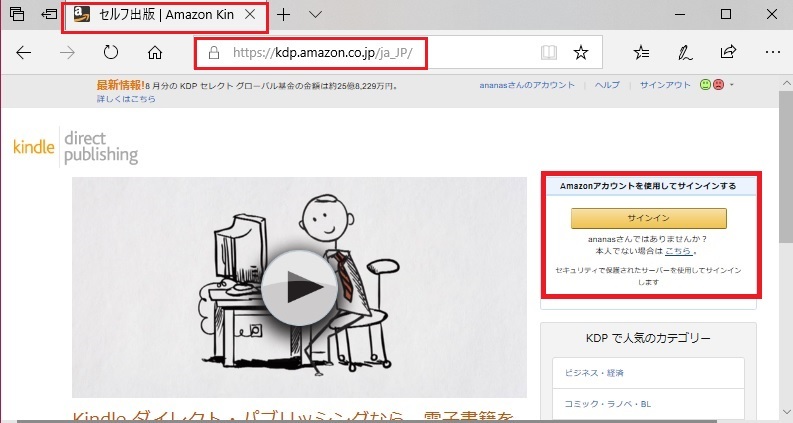 セルフ出版 | Amazon Kin
https://kdp.amazon.co.jp/ja_JP/
最新情報!8 月分の KDP セレクト グローバル基金の金額は約25億8,229万円。
詳しくはこちら
ananasさんのアカウント | ヘルプ | サインアウト
kindle direct
publishing
Amazonアカウントを使用してサインインする
サインイン
ananasさんではありませんか？
本人でない場合は こちら 。
セキュリティで保護されたサーバーを使用してサインイン
します
KDP で人気のカテゴリー
ビジネス・経済
コミック・ラノベ・BL
Kindle ダイレクト・パブリッシングなら、電子書籍を